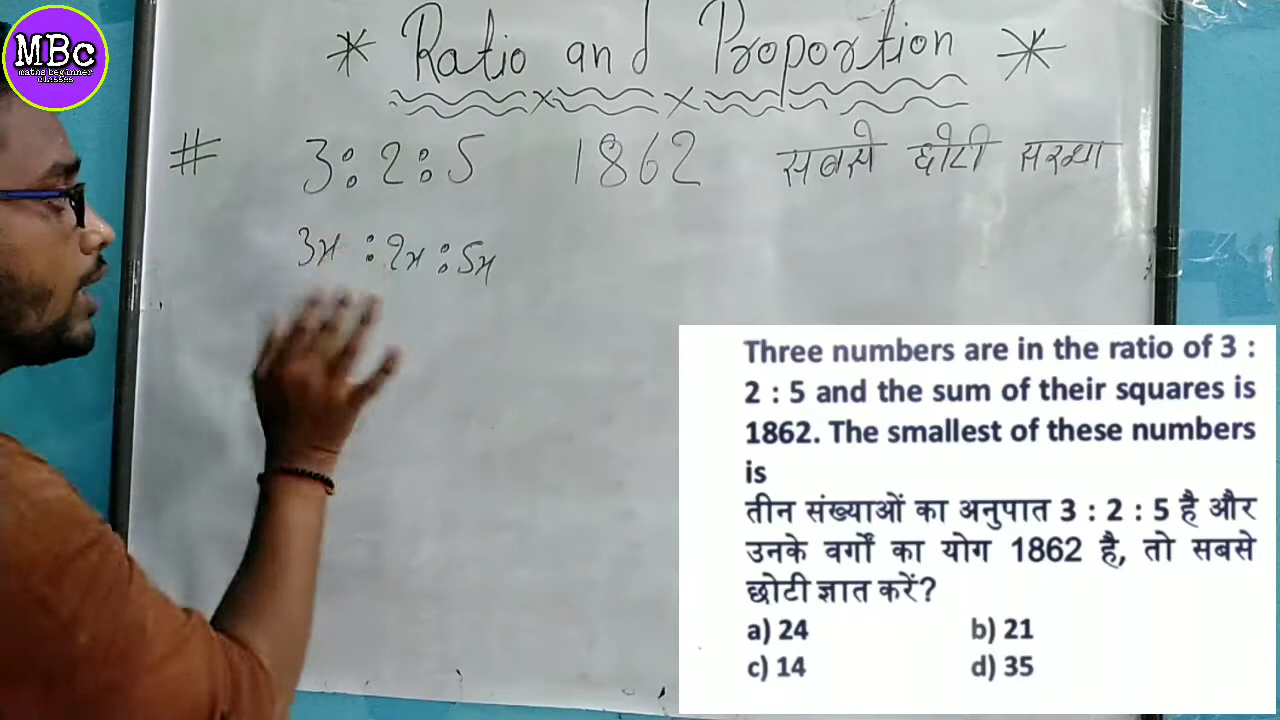 MBc
maths beginner
classes
* Ratio and Proportion *
# 3:2:5 1862 सबसे छोटी संख्या
3x : 2x : 5x
Three numbers are in the ratio of 3 :
2 : 5 and the sum of their squares is
1862. The smallest of these numbers
is
तीन संख्याओं का अनुपात 3 : 2 : 5 है और
उनके वर्गों का योग 1862 है, तो सबसे
छोटी ज्ञात करें?
a) 24 b) 21
c) 14 d) 35